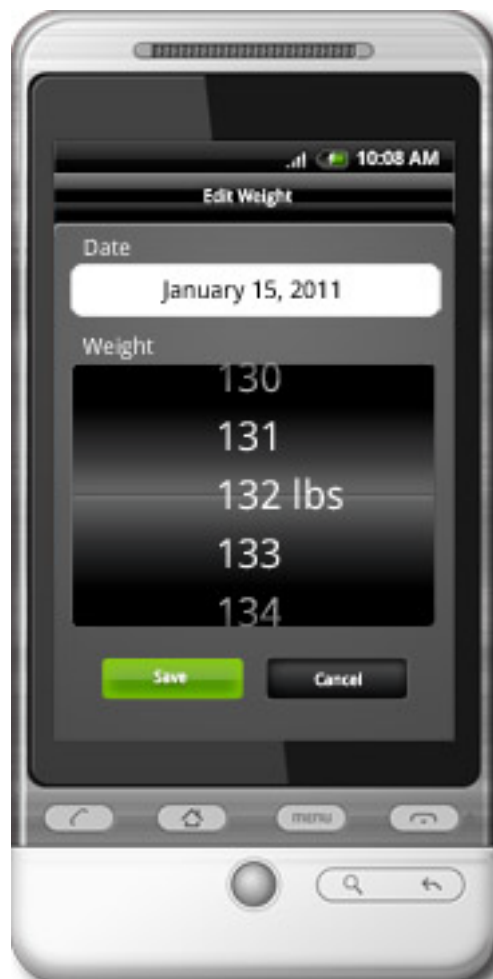 10:08 AM
Edit Weight
Date
January 15, 2011
Weight
130
131
132 lbs
133
134
Save
Cancel
menu